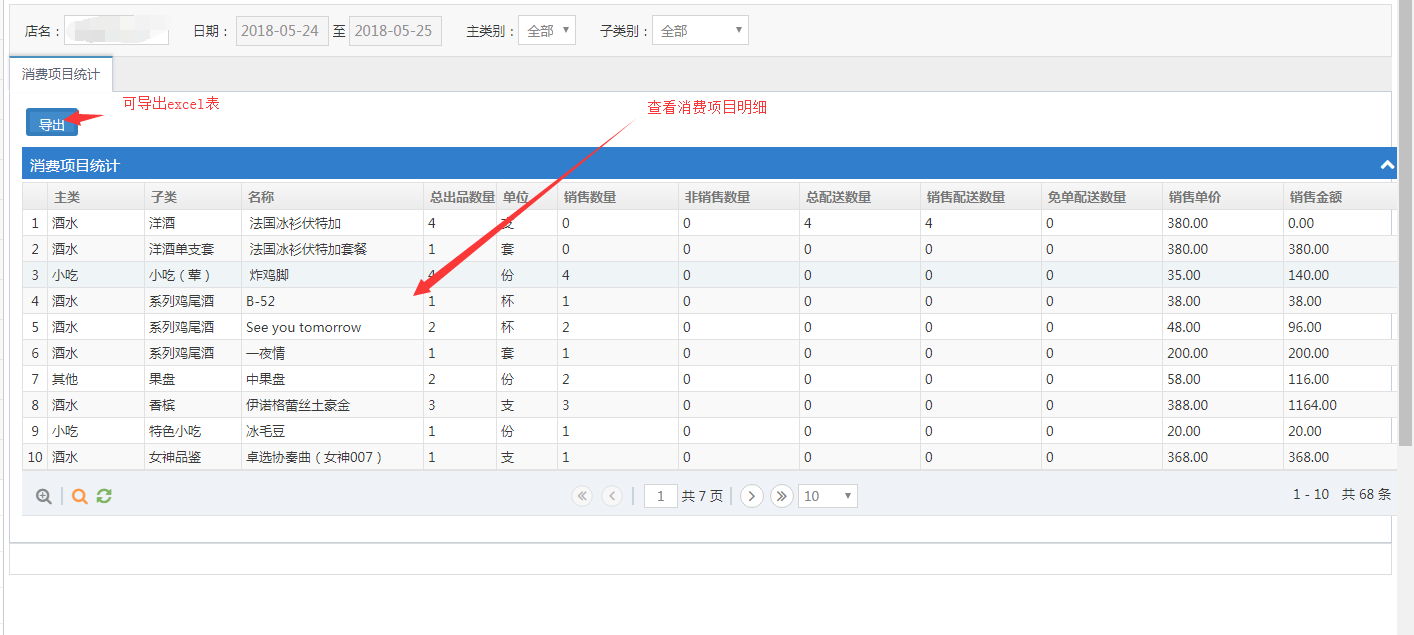 店名： 日期： 2018-05-24 至 2018-05-25 主类别： 全部 子类别： 全部
消费项目统计
可导出excel表
查看消费项目明细
导出
消费项目统计
主类 子类 名称 总出品数量 单位 销售数量 非销售数量 总配送数量 销售配送数量 免单配送数量 销售单价 销售金额
1 酒水 洋酒 法国冰衫伏特加 4 支 0 0 4 4 0 380.00 0.00
2 酒水 洋酒单支套 法国冰衫伏特加套餐 1 套 0 0 0 0 0 380.00 380.00
3 小吃 小吃（荤） 炸鸡脚 4 份 4 0 0 0 0 35.00 140.00
4 酒水 系列鸡尾酒 B-52 1 杯 1 0 0 0 0 38.00 38.00
5 酒水 系列鸡尾酒 See you tomorrow 2 杯 2 0 0 0 0 48.00 96.00
6 酒水 系列鸡尾酒 一夜情 1 套 1 0 0 0 0 200.00 200.00
7 其他 果盘 中果盘 2 份 2 0 0 0 0 58.00 116.00
8 酒水 香槟 伊诺格蕾丝土豪金 3 支 3 0 0 0 0 388.00 1164.00
9 小吃 特色小吃 冰毛豆 1 份 1 0 0 0 0 20.00 20.00
10 酒水 女神品鉴 卓选协奏曲（女神007） 1 支 1 0 0 0 0 368.00 368.00
1 共 7 页 10 1 - 10 共 68 条